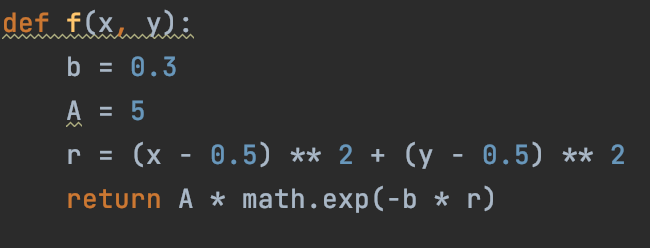 def f(x, y):
    b = 0.3
    A = 5
    r = (x - 0.5) ** 2 + (y - 0.5) ** 2
    return A * math.exp(-b * r)